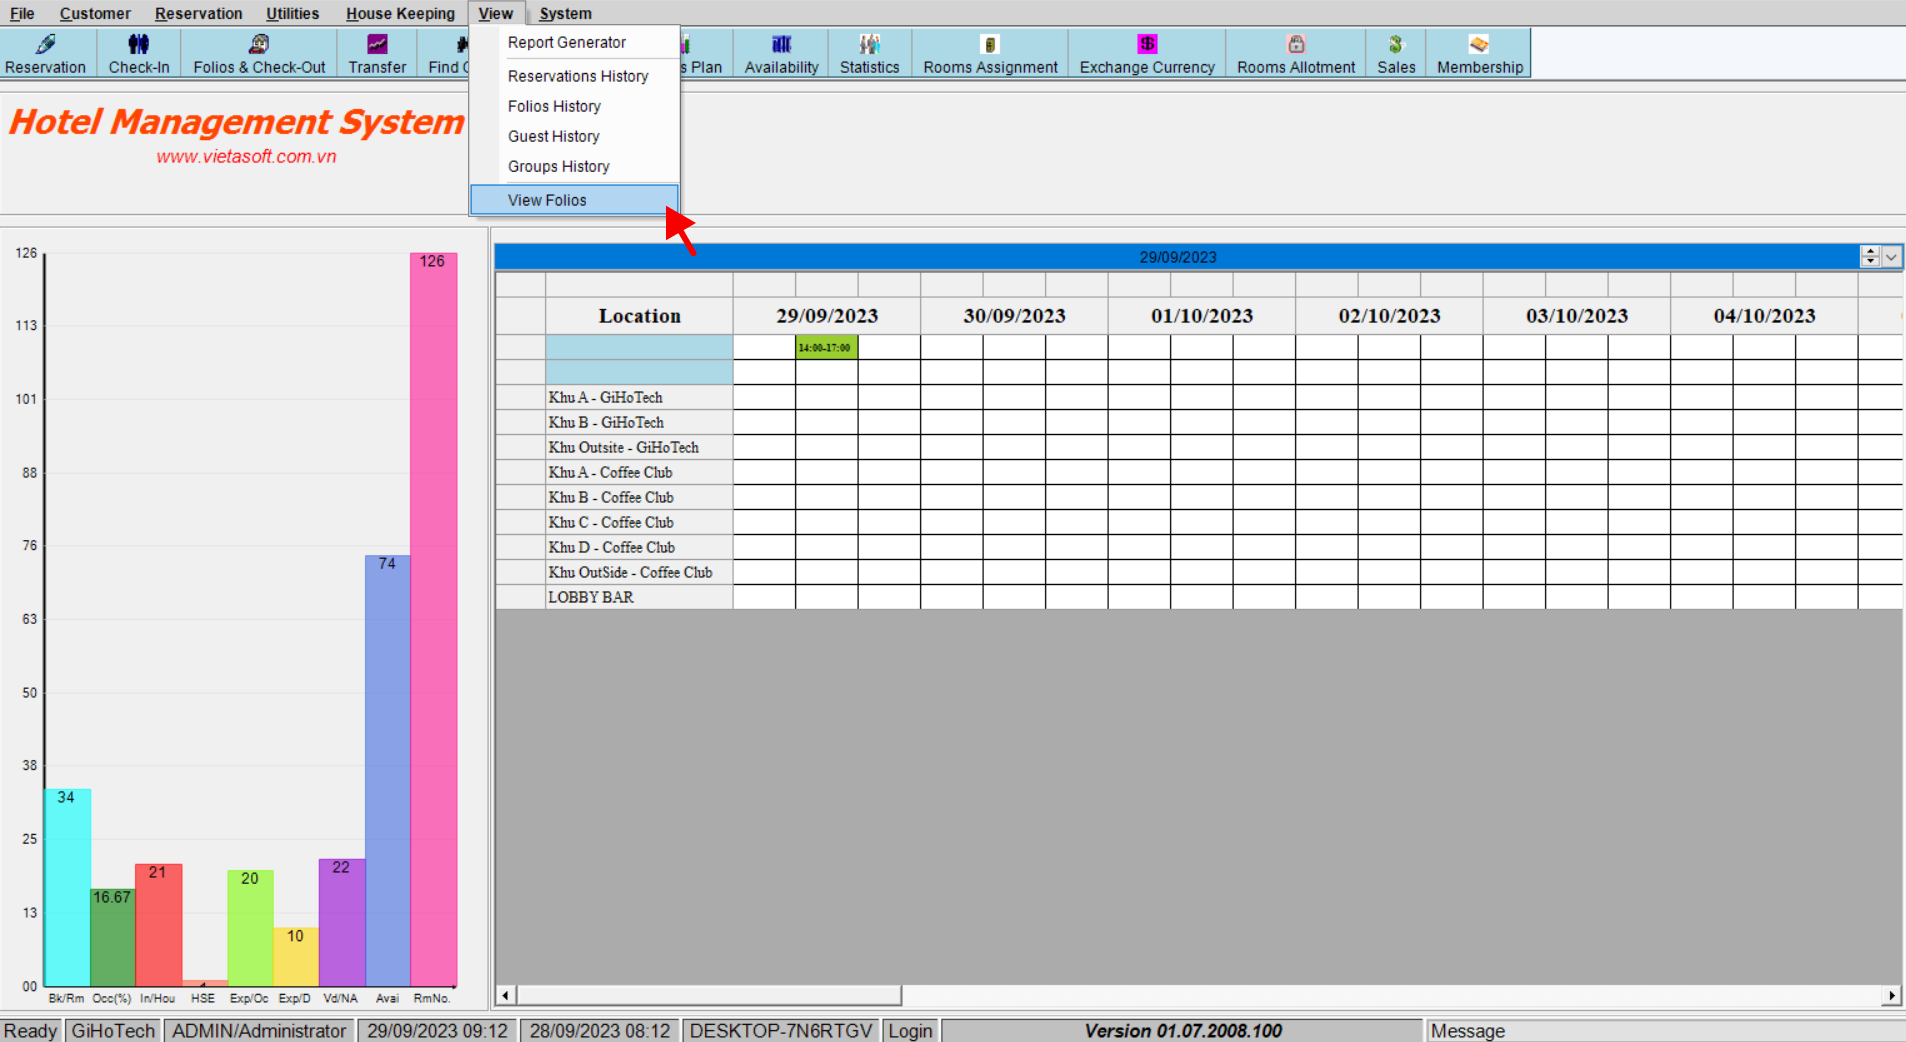 File Customer Reservation Utilities House Keeping View System
Reservation Check-In Folios & Check-Out Transfer Find Plan Availability Statistics Rooms Assignment Exchange Currency Rooms Allotment Sales Membership
Report Generator
Reservations History
Folios History
Guest History
Groups History
View Folios
Hotel Management System
www.vietasoft.com.vn
126
113
101
88
76
63
50
38
25
13
00
34
16.67
21
20
10
22
74
126
Bk/Rm Occ(%) In/Hou HSE Exp/Oc Exp/D Vd/NA Avai RmNo.
29/09/2023
Location 29/09/2023 30/09/2023 01/10/2023 02/10/2023 03/10/2023 04/10/2023
14:00-17:00
Khu A - GiHoTech
Khu B - GiHoTech
Khu Outsite - GiHoTech
Khu A - Coffee Club
Khu B - Coffee Club
Khu C - Coffee Club
Khu D - Coffee Club
Khu OutSide - Coffee Club
LOBBY BAR
Ready GiHoTech ADMIN/Administrator 29/09/2023 09:12 28/09/2023 08:12 DESKTOP-7N6RTGV Login Version 01.07.2008.100 Message